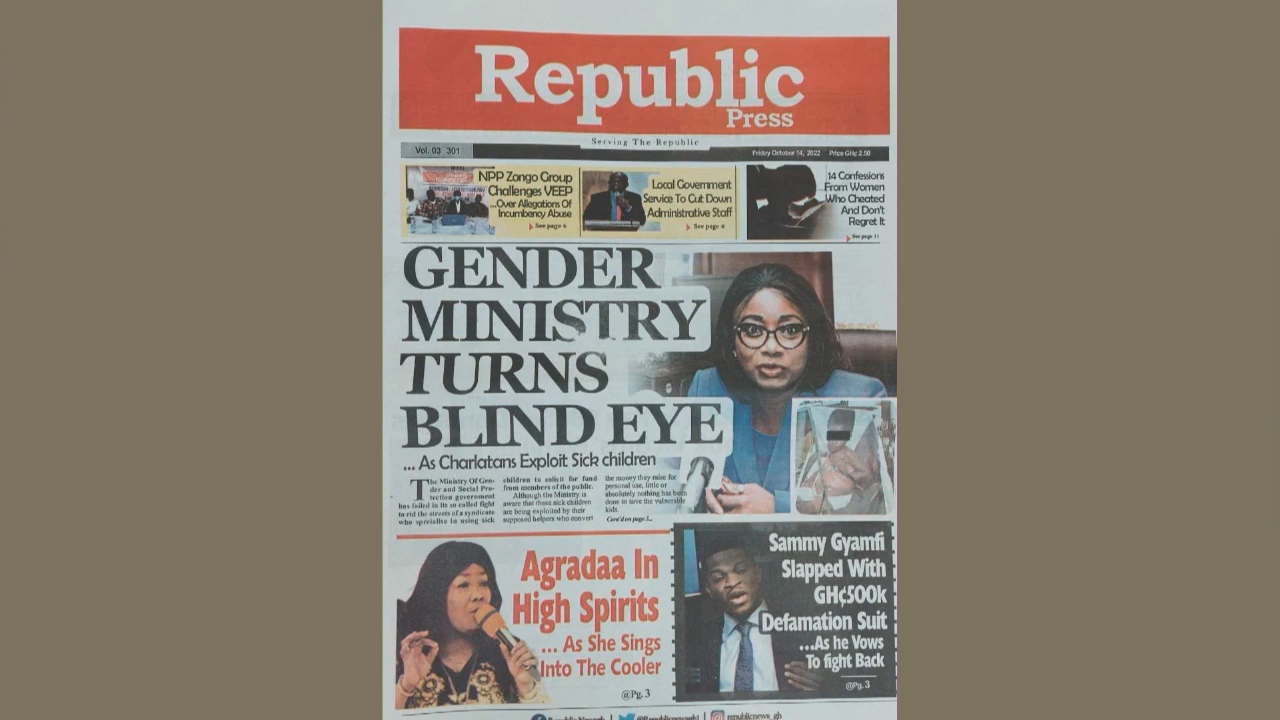 Republic
Press
Serving The Republic
Vol. 03 301
Friday October 14, 2022 Price GH¢ 2.50
NPP Zongo Group
Challenges VEEP
...Over Allegations Of
Incumbency Abuse
See page 4
Local Government
Service To Cut Down
Administrative Staff
See page
14 Confessions
From Women
Who Cheated
And Don't
Regret It
See page 11
GENDER
MINISTRY
TURNS
BLIND EYE
... As Charlatans Exploit Sick children
The Ministry Of Gen-
der and Social Pro-
tection government
has failed in its so called fight
to rid the streets of a syndicate
who specialise in using sick
children to solicit for fund
from members of the public.
Although the Ministry is
aware that these sick children
are being exploited by their
supposed helpers who convert
the money they raise for
personal use, little or
absolutely nothing has been
done to save the vulnerable
kids.
Cont'd on page
Agradaa In
High Spirits
... As She Sings
Into The Cooler
@Pg. 3
Sammy Gyamfi
Slapped With
GH¢500k
Defamation Suit
...As he Vows
To fight Back
@Pg. 3
republicnews_gh